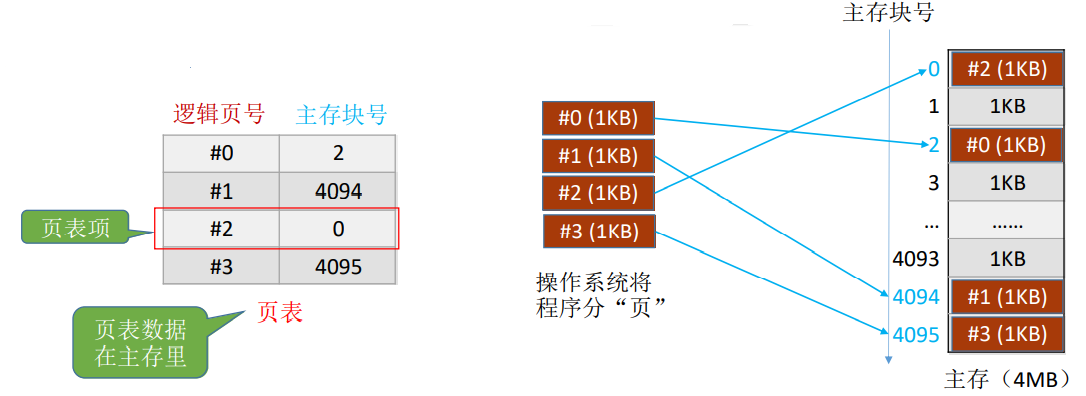 主存块号
逻辑页号 主存块号
#0 2
#1 4094
#2 0
#3 4095
页表项
页表
页表数据
在主存里
#0 (1KB)
#1 (1KB)
#2 (1KB)
#3 (1KB)
操作系统将
程序分“页”
0 #2 (1KB)
1 1KB
2 #0 (1KB)
3 1KB
... ……
4093 1KB
4094 #1 (1KB)
4095 #3 (1KB)
主存（4MB）